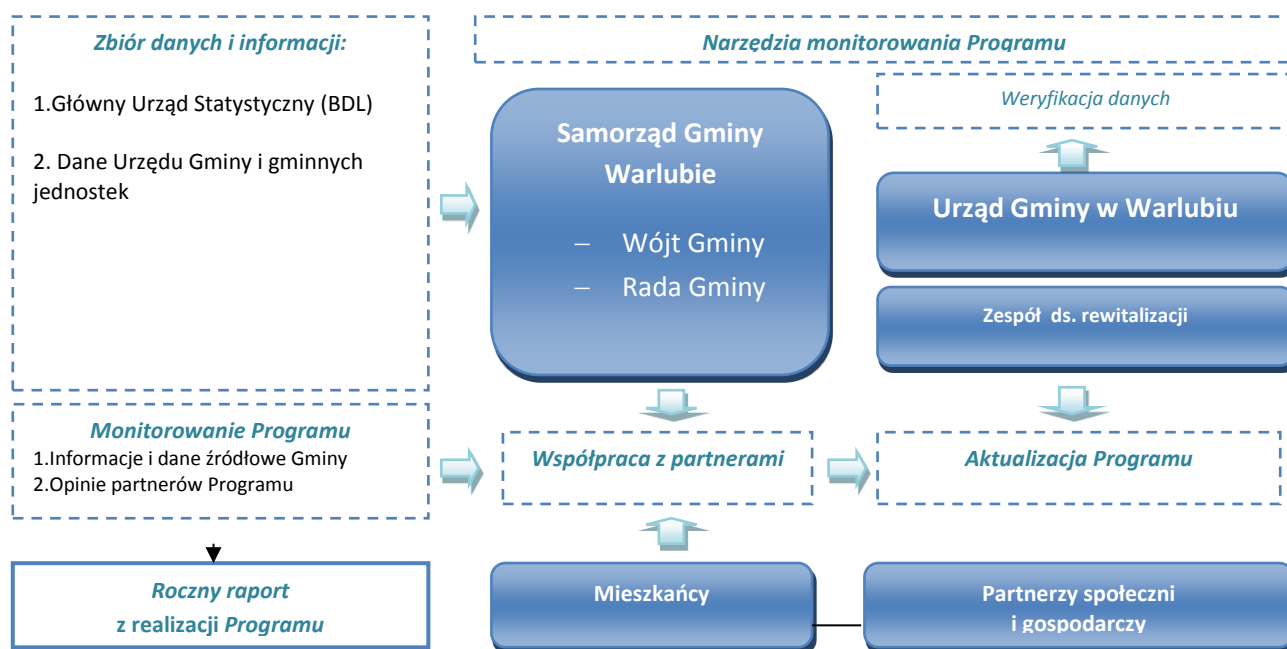 Zbiór danych i informacji:
1.Główny Urząd Statystyczny (BDL)
2. Dane Urzędu Gminy i gminnych
jednostek
Narzędzia monitorowania Programu
Samorząd Gminy
Warlubie
– Wójt Gminy
– Rada Gminy
Weryfikacja danych
Urząd Gminy w Warlubiu
Zespół ds. rewitalizacji
Monitorowanie Programu
1.Informacje i dane źródłowe Gminy
2.Opinie partnerów Programu
Współpraca z partnerami
Aktualizacja Programu
Roczny raport
z realizacji Programu
Mieszkańcy
Partnerzy społeczni
i gospodarczy